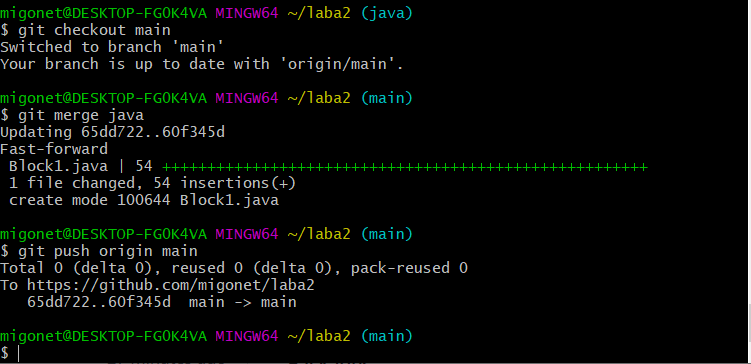 migonet@DESKTOP-FG0K4VA MINGW64 ~/laba2 (java)
$ git checkout main
Switched to branch 'main'
Your branch is up to date with 'origin/main'.
migonet@DESKTOP-FG0K4VA MINGW64 ~/laba2 (main)
$ git merge java
Updating 65dd722..60f345d
Fast-forward
 Block1.java | 54 ++++++++++++++++++++++++++++++++++++++++++++++++++++++
 1 file changed, 54 insertions(+)
 create mode 100644 Block1.java
migonet@DESKTOP-FG0K4VA MINGW64 ~/laba2 (main)
$ git push origin main
Total 0 (delta 0), reused 0 (delta 0), pack-reused 0
To https://github.com/migonet/laba2
   65dd722..60f345d  main -> main
migonet@DESKTOP-FG0K4VA MINGW64 ~/laba2 (main)
$